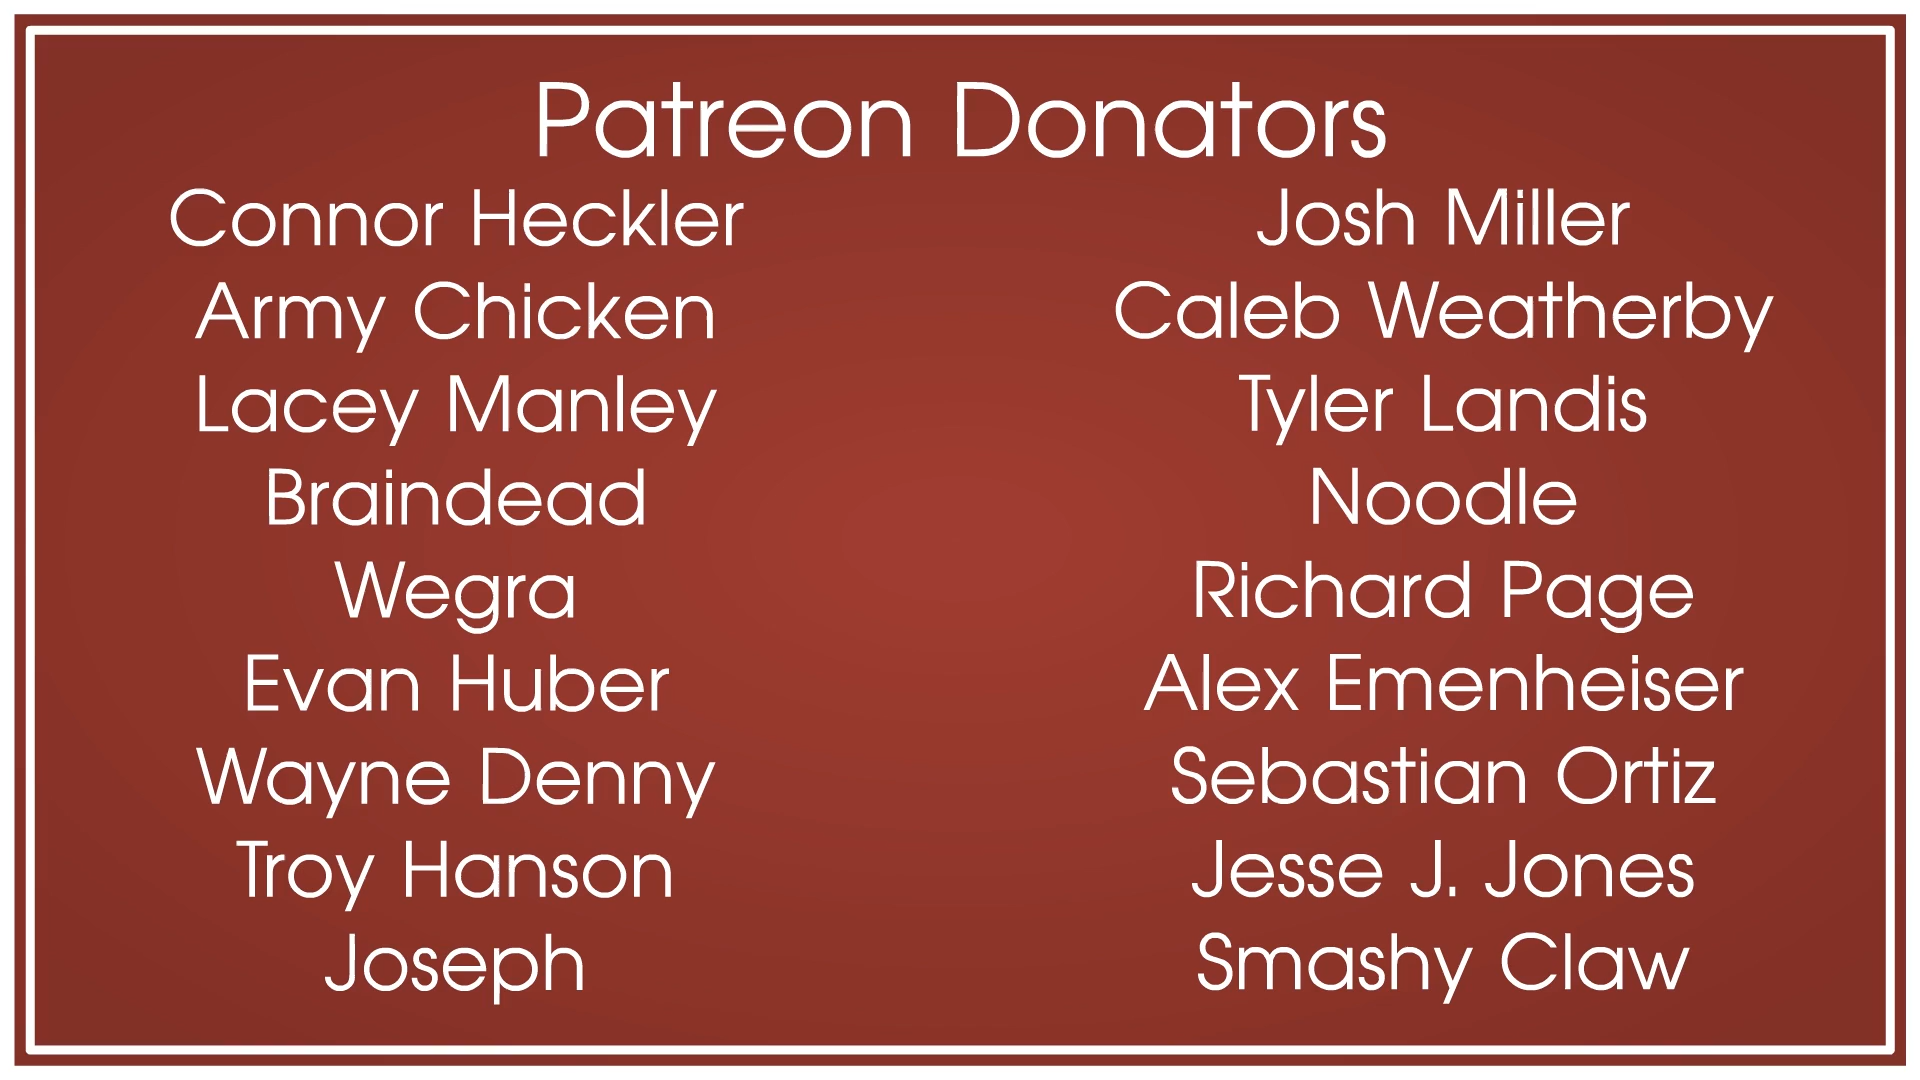 Patreon Donators
Connor Heckler
Army Chicken
Lacey Manley
Braindead
Wegra
Evan Huber
Wayne Denny
Troy Hanson
Joseph
Josh Miller
Caleb Weatherby
Tyler Landis
Noodle
Richard Page
Alex Emenheiser
Sebastian Ortiz
Jesse J. Jones
Smashy Claw